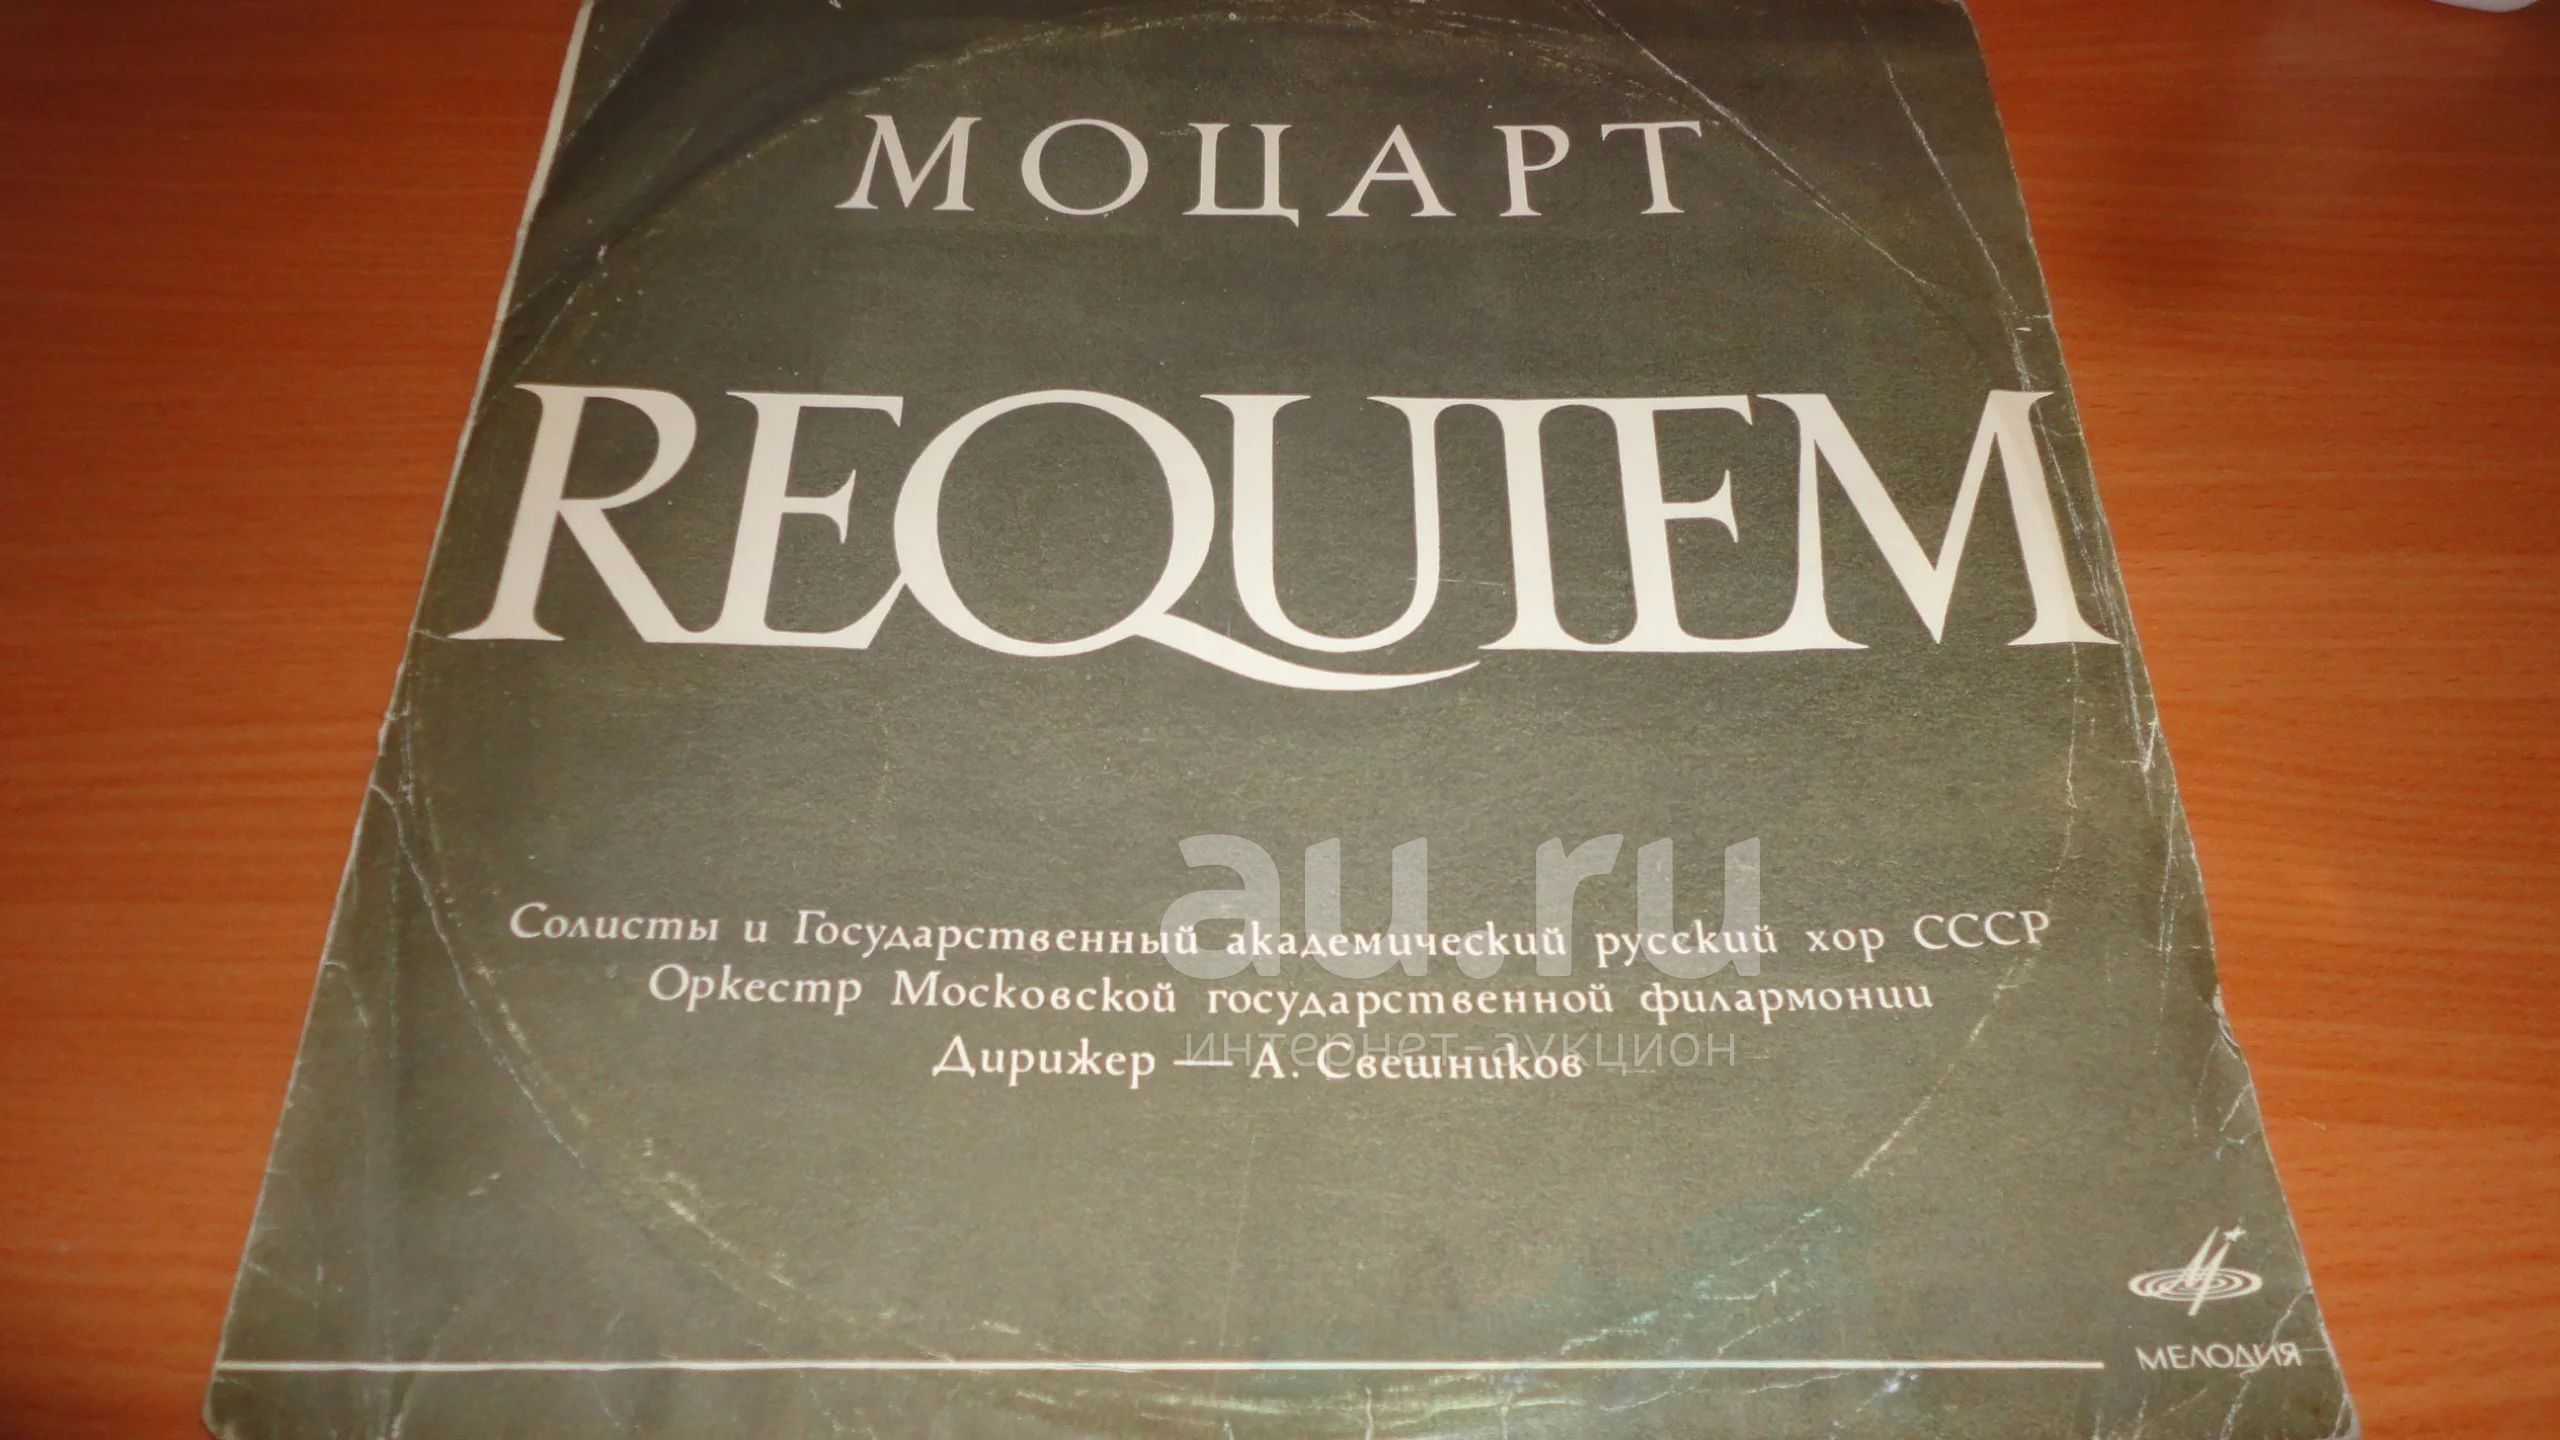 МОЦАРТ
REQUIEM
au.ru
Солисты и Государственный академический русский хор СССР
Оркестр Московской государственной филармонии
интернет-аукцион
Дирижер — А. Свешников
МЕЛОДИЯ